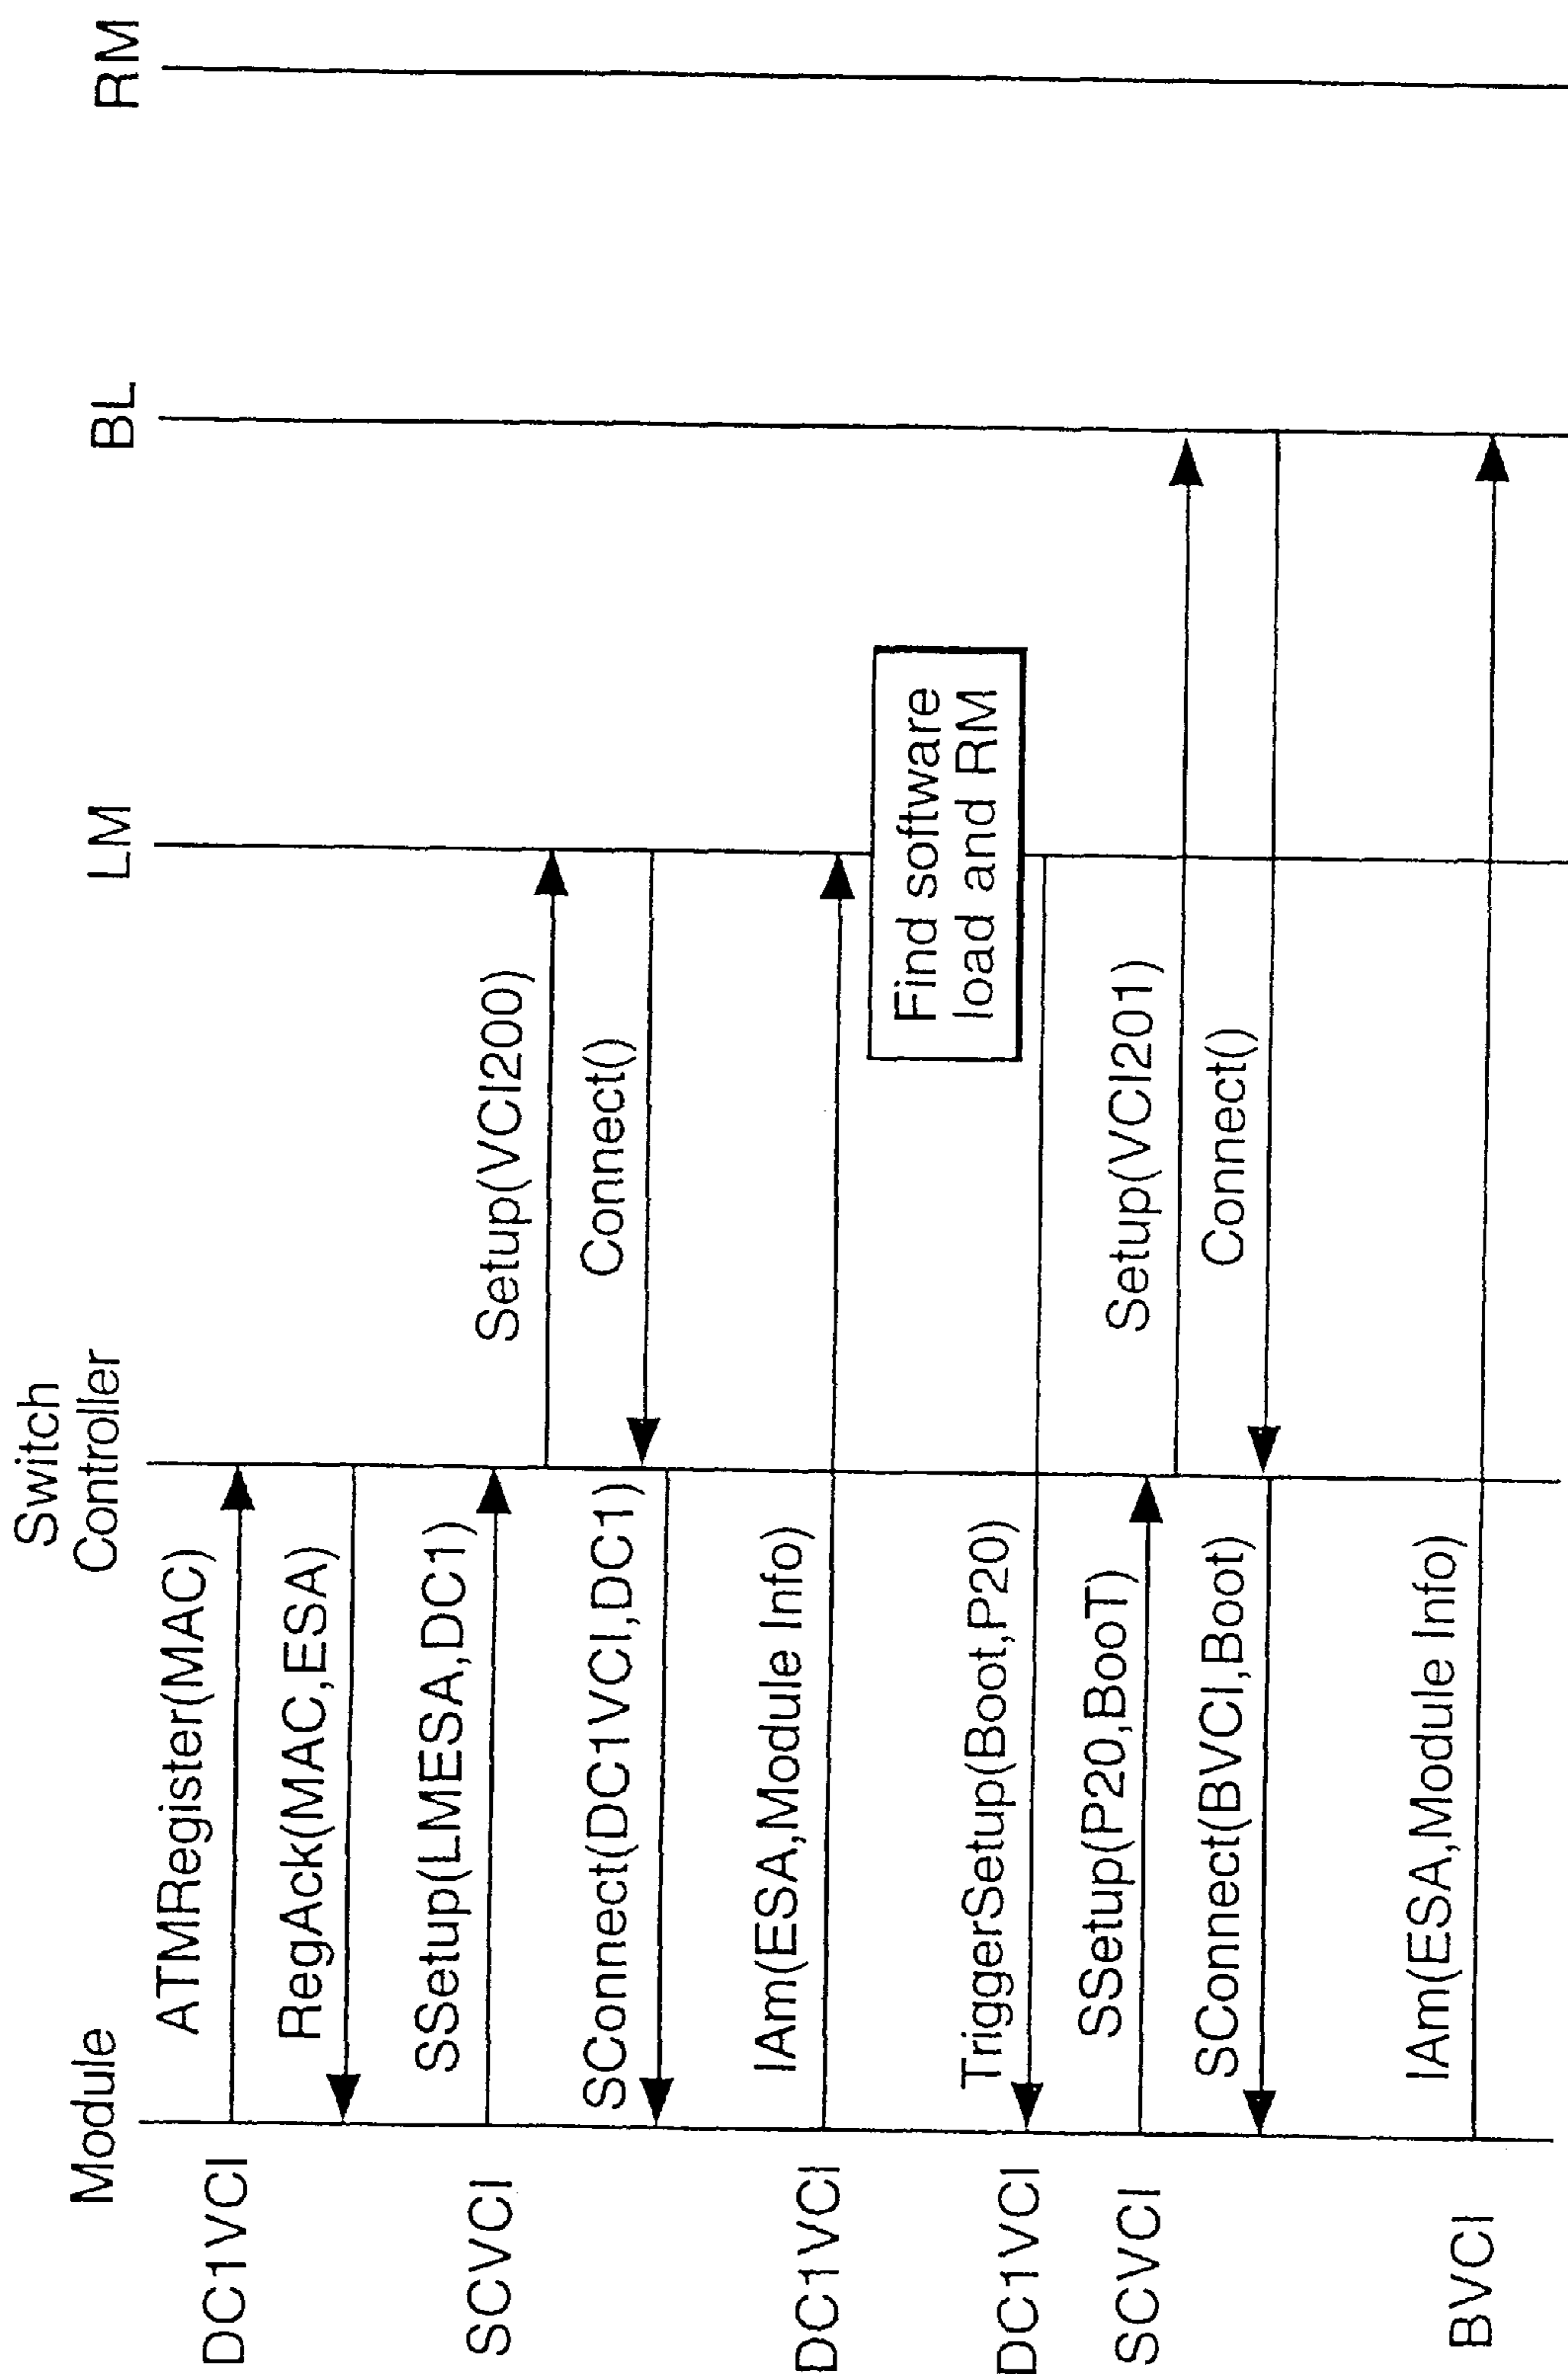 Module
Switch
Controller
LM
BL
RM
DC1VCI
ATMRegister(MAC)
RegAck(MAC,ESA)
SCVCI
SSetup(LMESA,DC1)
Setup(VCI200)
Connect()
SConnect(DC1VCI,DC1)
DC1VCI
IAm(ESA,Module Info)
Find software
load and RM
DC1VCI
TriggerSetup(Boot,P20)
SCVCI
SSetup(P20,BooT)
Setup(VCI201)
Connect()
SConnect(BVCI,Boot)
BVCI
IAm(ESA,Module Info)